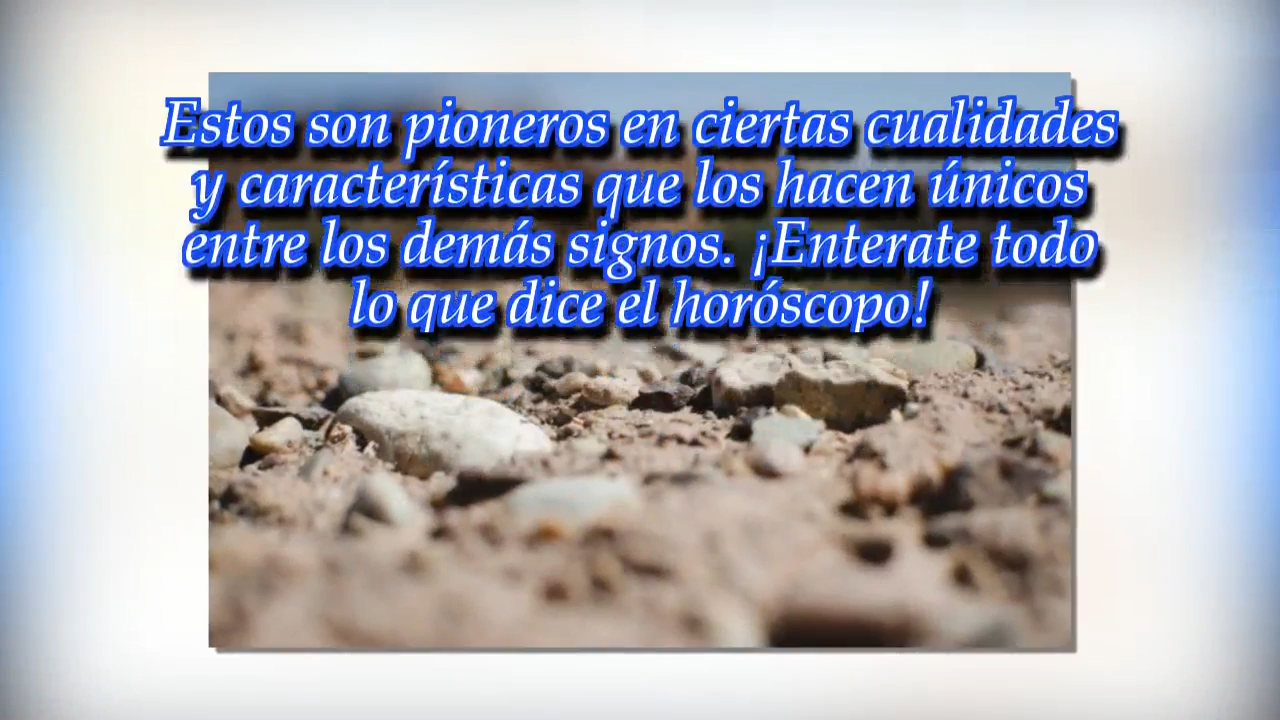 Estos son pioneros en ciertas cualidades
y características que los hacen únicos
entre los demás signos. ¡Enterate todo
lo que dice el horóscopo!